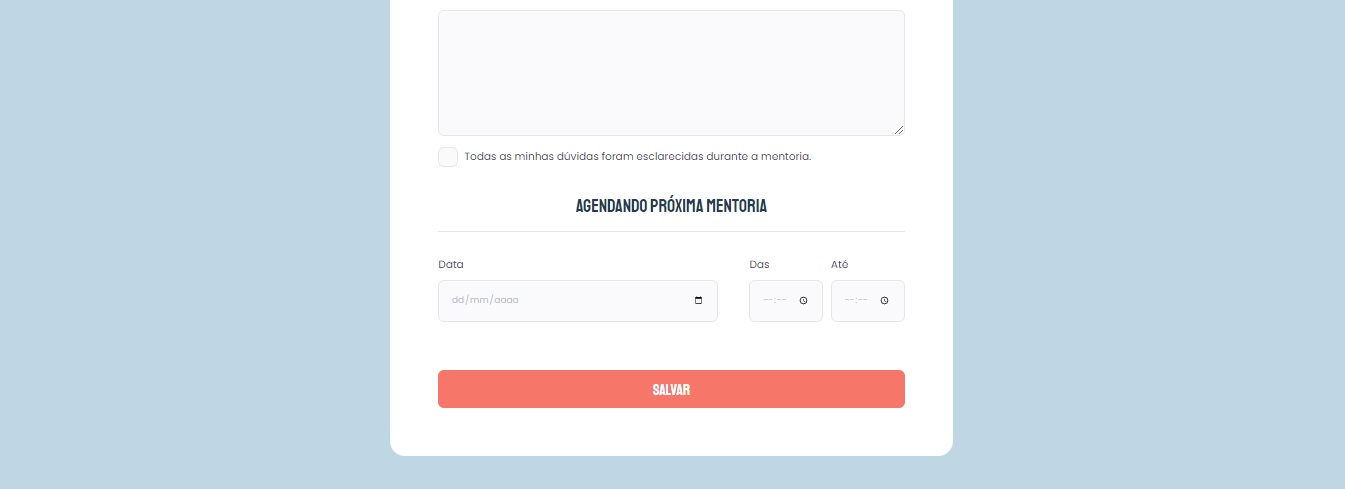 Todas as minhas dúvidas foram esclarecidas durante a mentoria.
AGENDANDO PRÓXIMA MENTORIA
Data Das Até
dd/mm/aaaa --:-- --:--
SALVAR